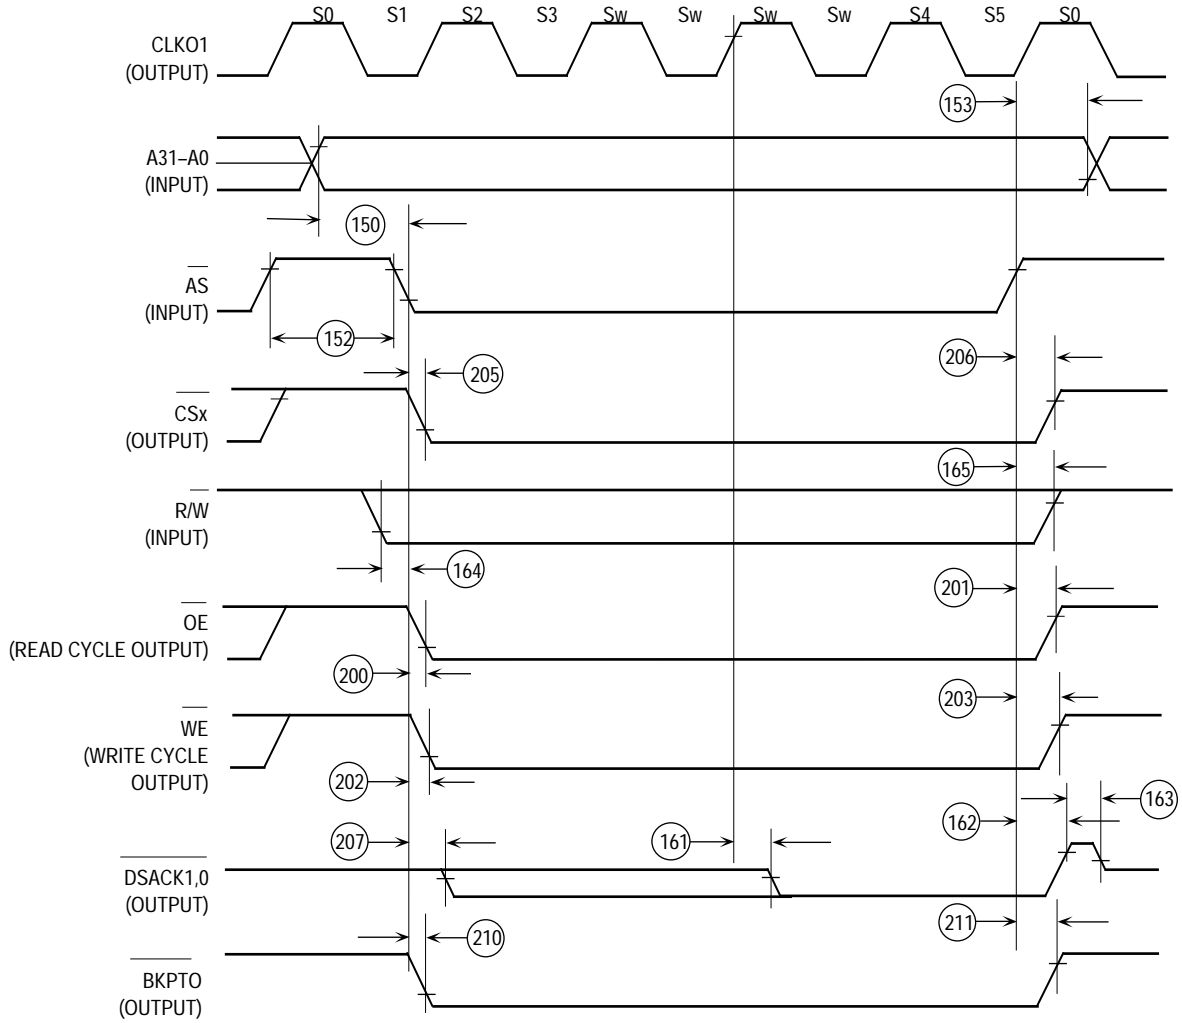 S0 S1 S2 S3 Sw Sw Sw Sw S4 S5 S0
CLKO1
(OUTPUT)
153
A31–A0
(INPUT)
150
AS
(INPUT)
152
206
205
CSx
(OUTPUT)
165
R/W
(INPUT)
164
201
OE
(READ CYCLE OUTPUT)
200
203
WE
(WRITE CYCLE
OUTPUT)
202
163
162
207
161
DSACK1,0
(OUTPUT)
211
210
BKPTO
(OUTPUT)